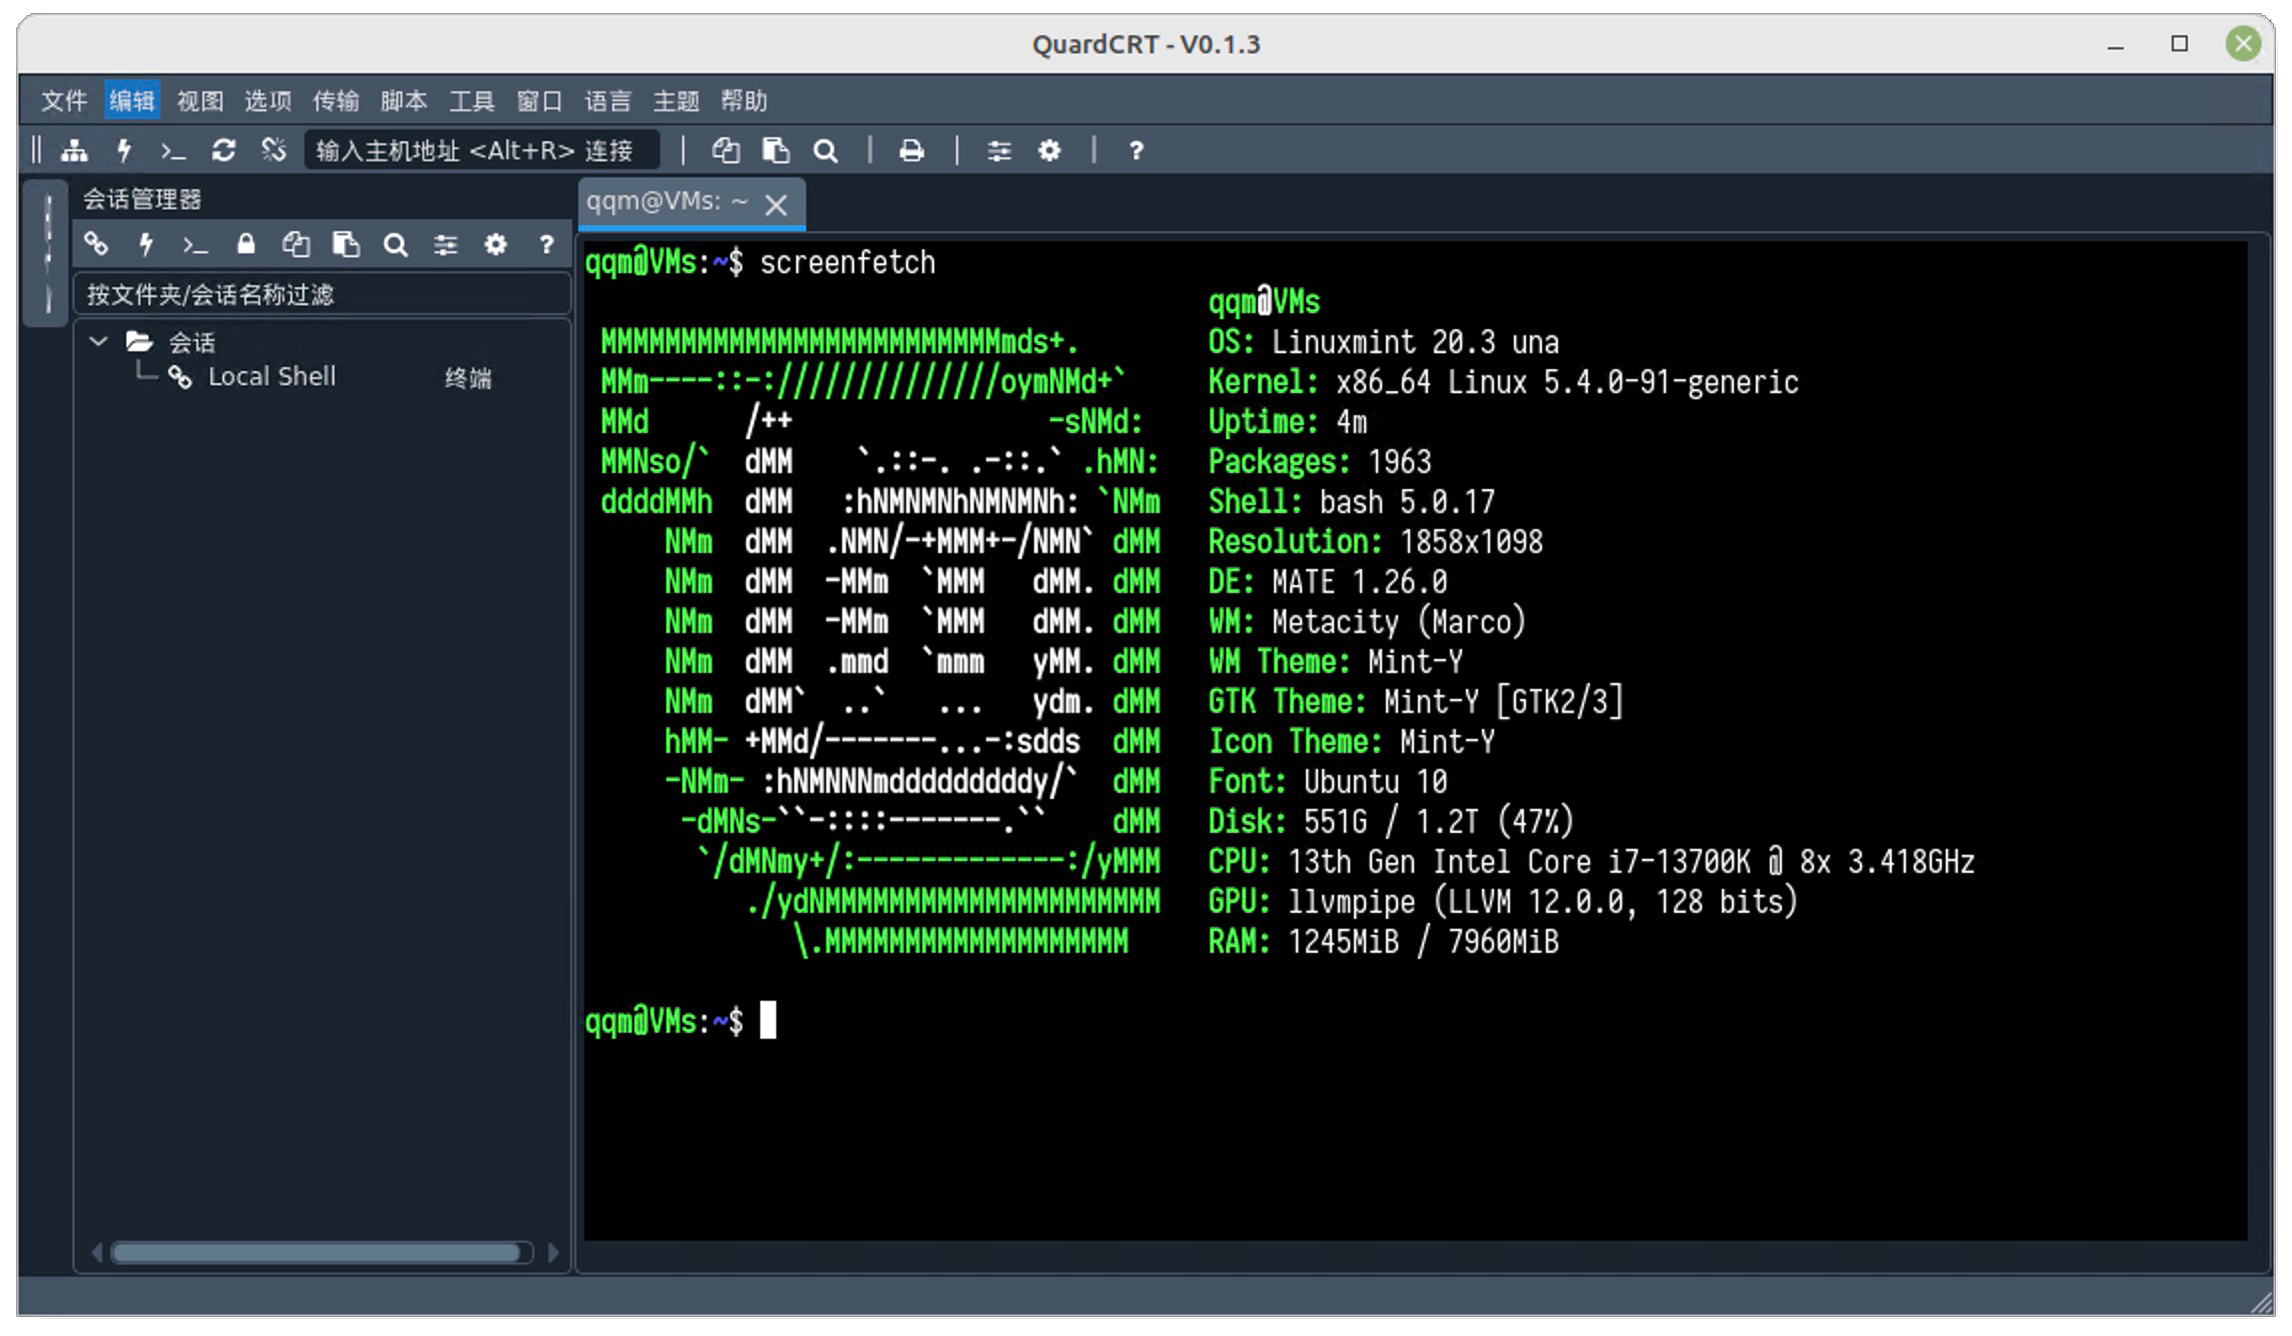 QuardCRT - V0.1.3
文件 编辑 视图 选项 传输 脚本 工具 窗口 语言 主题 帮助
输入主机地址 <Alt+R> 连接
会话管理器
按文件夹/会话名称过滤
会话
Local Shell 终端
qqm@VMs: ~
qqm@VMs:~$ screenfetch
qqm@VMs
MMMMMMMMMMMMMMMMMMMMMMMMMmds+. OS: Linuxmint 20.3 una
MMm----::-://////////////oymNMd+` Kernel: x86_64 Linux 5.4.0-91-generic
MMd /++ -sNMd: Uptime: 4m
MMNso/` dMM `.::-. .-::.` .hMN: Packages: 1963
ddddMMh dMM :hNMNMNhNMNMNh: `NMm Shell: bash 5.0.17
NMm dMM .NMN/-+MMM+-/NMN` dMM Resolution: 1858x1098
NMm dMM -MMm `MMM dMM. dMM DE: MATE 1.26.0
NMm dMM -MMm `MMM dMM. dMM WM: Metacity (Marco)
NMm dMM .mmd `mmm yMM. dMM WM Theme: Mint-Y
NMm dMM` ..` ... ydm. dMM GTK Theme: Mint-Y [GTK2/3]
hMM- +MMd/-------...-:sdds dMM Icon Theme: Mint-Y
-NMm- :hNMNNNmdddddddddy/` dMM Font: Ubuntu 10
-dMNs-``-::::-------.`` dMM Disk: 551G / 1.2T (47%)
`/dMNmy+/:-------------:/yMMM CPU: 13th Gen Intel Core i7-13700K @ 8x 3.418GHz
./ydNMMMMMMMMMMMMMMMMMMMMM GPU: llvmpipe (LLVM 12.0.0, 128 bits)
\.MMMMMMMMMMMMMMMMMMM RAM: 1245MiB / 7960MiB
qqm@VMs:~$